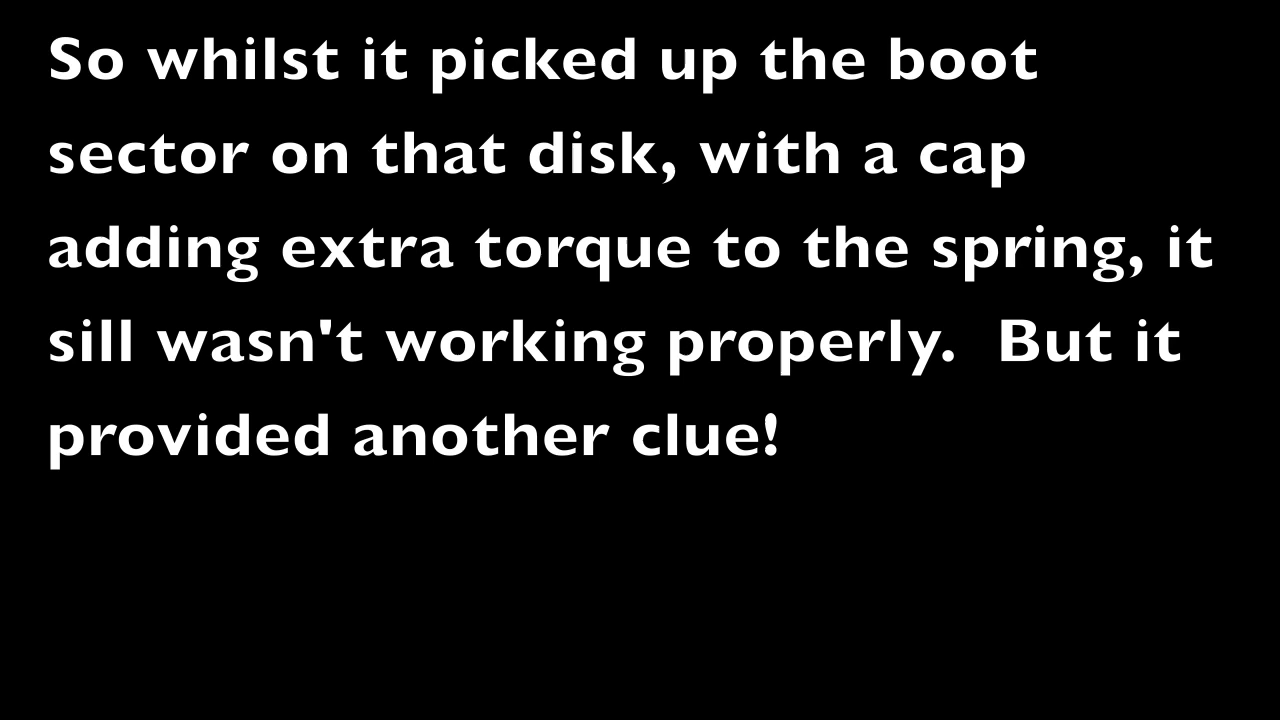 So whilst it picked up the boot
sector on that disk, with a cap
adding extra torque to the spring, it
sill wasn't working properly.  But it
provided another clue!